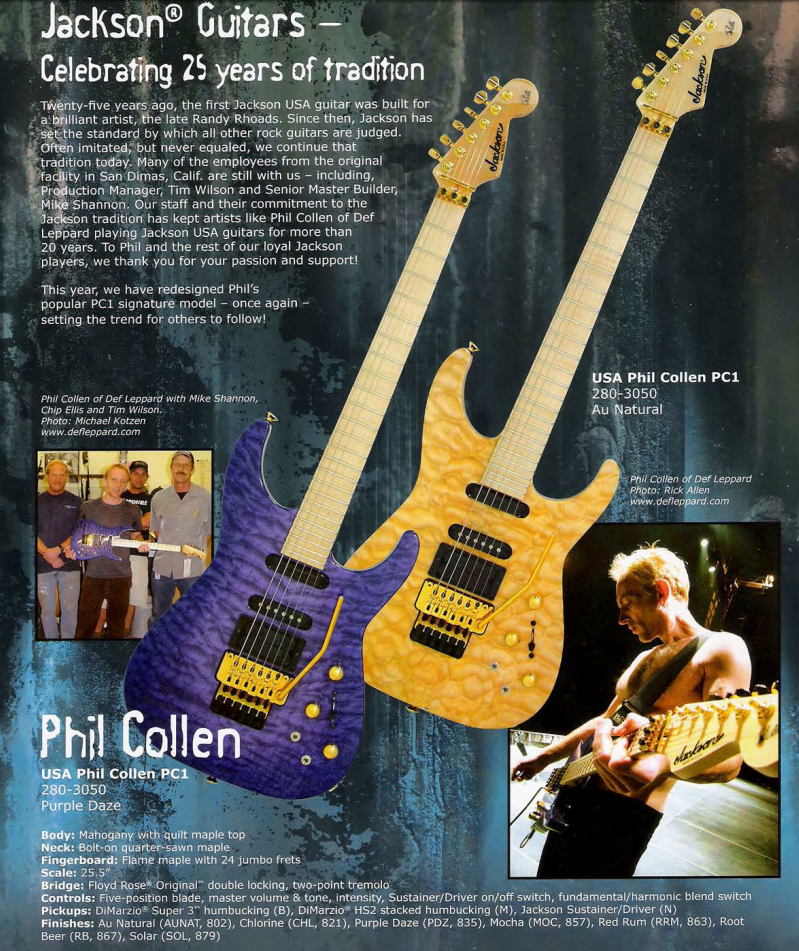 Jackson® Guitars –
Celebrating 25 years of tradition
Twenty-five years ago, the first Jackson USA guitar was built for
a brilliant artist, the late Randy Rhoads. Since then, Jackson has
set the standard by which all other rock guitars are judged.
Often imitated, but never equaled, we continue that
tradition today. Many of the employees from the original
facility in San Dimas, Calif. are still with us – including,
Production Manager, Tim Wilson and Senior Master Builder,
Mike Shannon. Our staff and their commitment to the
Jackson tradition has kept artists like Phil Collen of Def
Leppard playing Jackson USA guitars for more than
20 years. To Phil and the rest of our loyal Jackson
players, we thank you for your passion and support!
This year, we have redesigned Phil's
popular PC1 signature model – once again –
setting the trend for others to follow!
Jackson
Jackson
USA Phil Collen PC1
280-3050
Au Natural
Phil Collen of Def Leppard with Mike Shannon,
Chip Ellis and Tim Wilson.
Photo: Michael Kotzen
www.defleppard.com
Phil Collen of Def Leppard
Photo: Rick Allen
www.defleppard.com
Jackson
Phil Collen
USA Phil Collen PC1
280-3050
Purple Daze
Body: Mahogany with quilt maple top
Neck: Bolt-on quarter-sawn maple
Fingerboard: Flame maple with 24 jumbo frets
Scale: 25.5"
Bridge: Floyd Rose® Original™ double locking, two-point tremolo
Controls: Five-position blade, master volume & tone, intensity, Sustainer/Driver on/off switch, fundamental/harmonic blend switch
Pickups: DiMarzio® Super 3™ humbucking (B), DiMarzio® HS2 stacked humbucking (M), Jackson Sustainer/Driver (N)
Finishes: Au Natural (AUNAT, 802), Chlorine (CHL, 821), Purple Daze (PDZ, 835), Mocha (MOC, 857), Red Rum (RRM, 863), Root
Beer (RB, 867), Solar (SOL, 879)